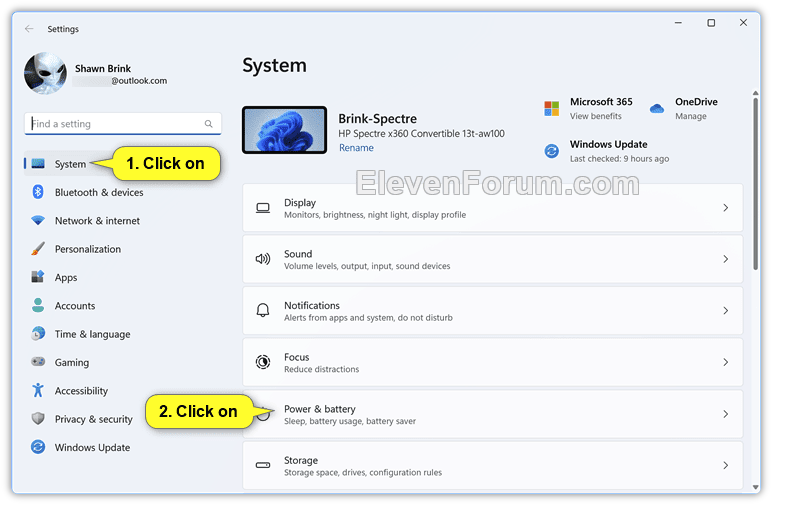 Settings
Shawn Brink
@outlook.com
Find a setting
System
1. Click on
Bluetooth & devices
Network & internet
Personalization
Apps
Accounts
Time & language
Gaming
Accessibility
Privacy & security
Windows Update
System
Brink-Spectre
HP Spectre x360 Convertible 13t-aw100
Rename
Microsoft 365
View benefits
OneDrive
Manage
Windows Update
Last checked: 9 hours ago
ElevenForum.com
Display
Monitors, brightness, night light, display profile
Sound
Volume levels, output, input, sound devices
Notifications
Alerts from apps and system, do not disturb
Focus
Reduce distractions
2. Click on
Power & battery
Sleep, battery usage, battery saver
Storage
Storage space, drives, configuration rules